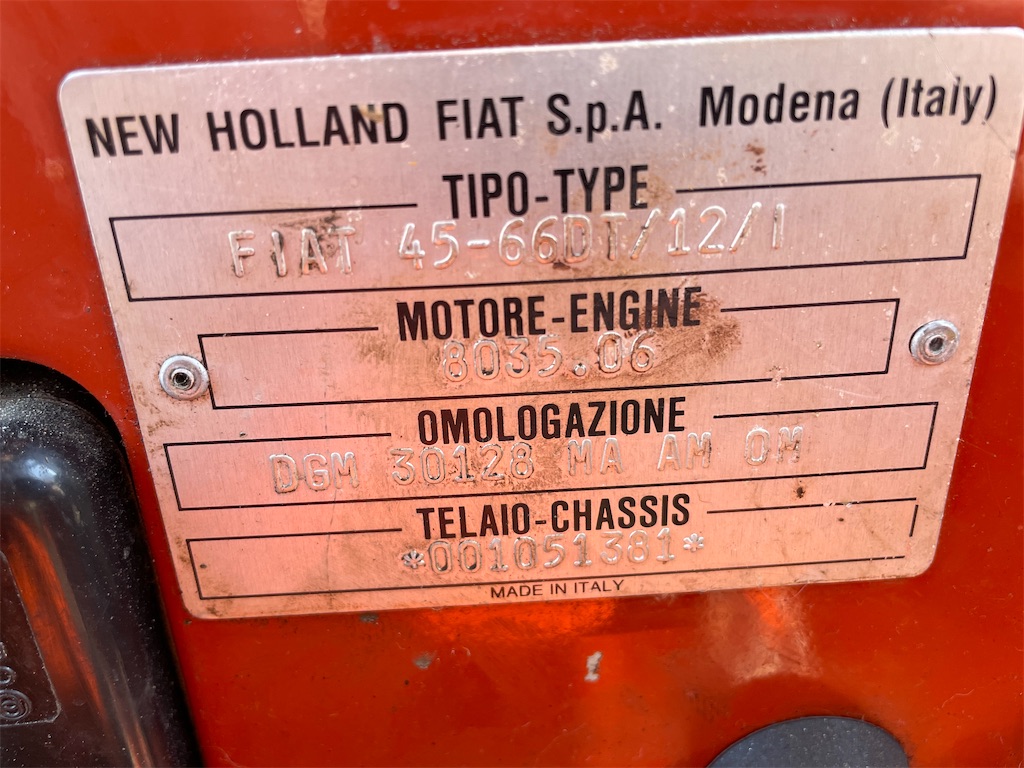 NEW HOLLAND FIAT S.p.A. Modena (Italy)
TIPO-TYPE
FIAT 45-66DT/12/I
MOTORE-ENGINE
8035.06
OMOLOGAZIONE
DGM 30128 MA AM OM
TELAIO-CHASSIS
*001051381*
MADE IN ITALY